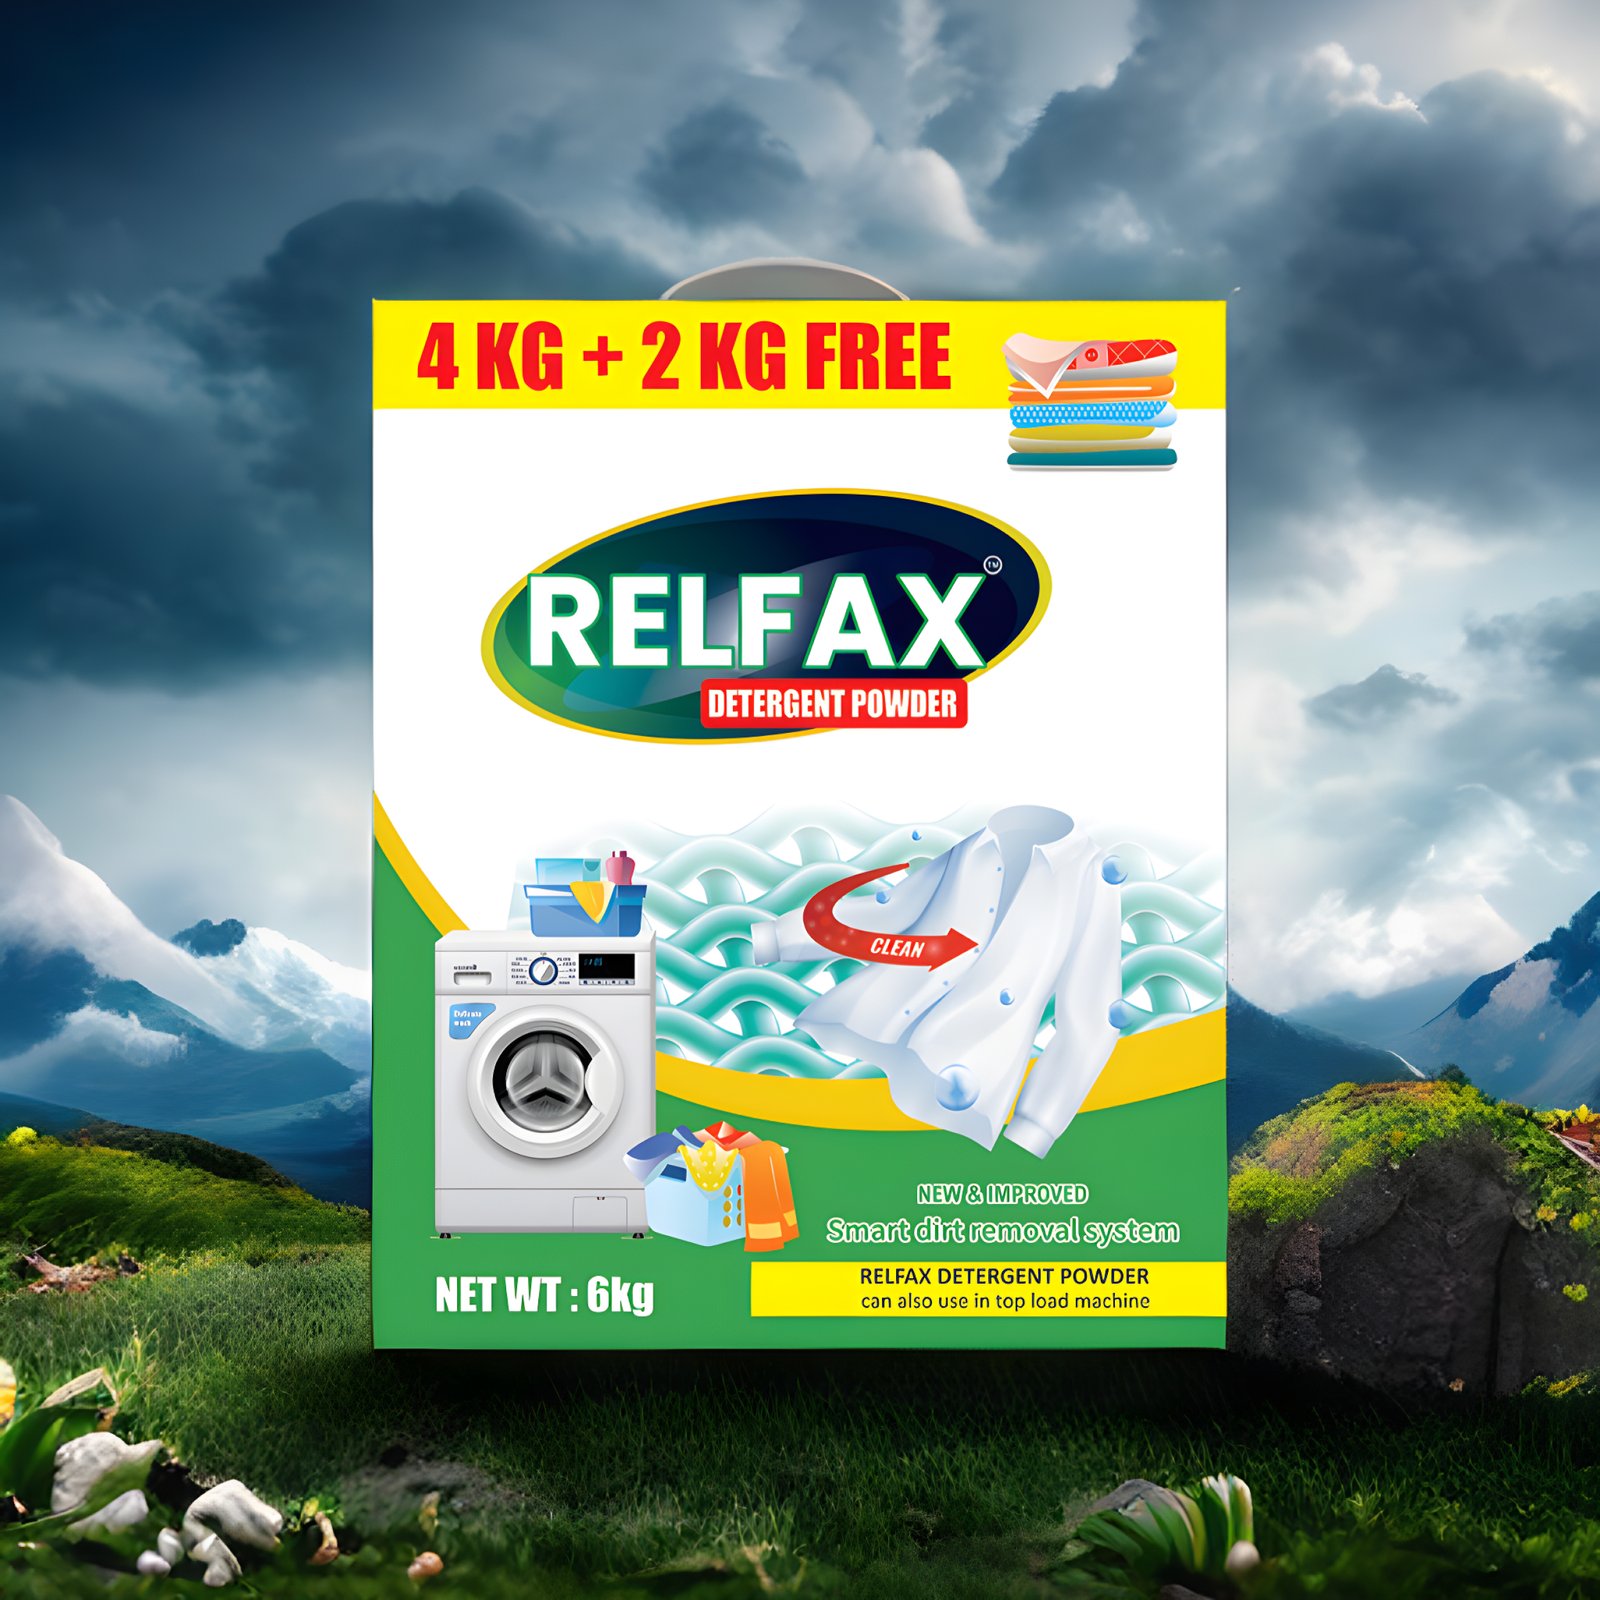 4 KG + 2 KG FREE
RELFAX
TM
DETERGENT POWDER
CLEAN
NEW & IMPROVED
Smart dirt removal system
NET WT : 6kg
RELFAX DETERGENT POWDER
can also use in top load machine